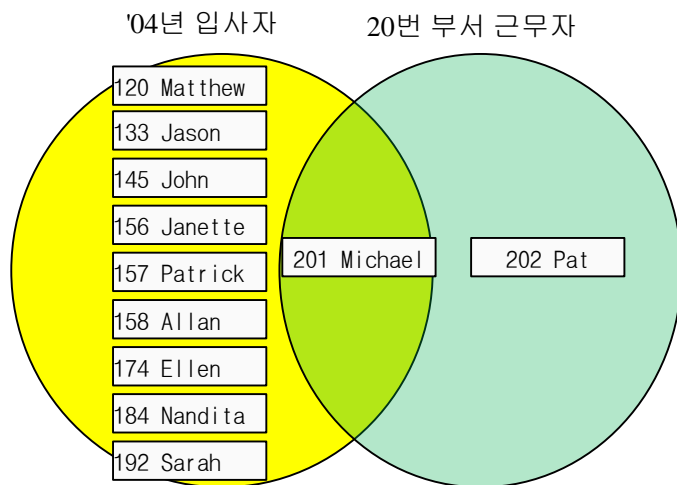 '04년 입사자
20번 부서 근무자
120 Matthew
133 Jason
145 John
156 Janette
157 Patrick
158 Allan
174 Ellen
184 Nandita
192 Sarah
201 Michael
202 Pat